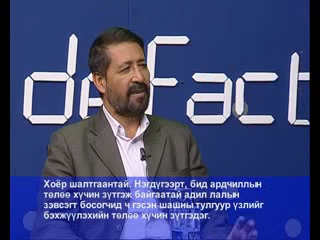 deFact
Хоёр шалтгаантай. Нэгдүгээрт, бид ардчиллын
төлөө хүчин зүтгэж байгаатай адил лалын
зэвсэгт босогчид ч гэсэн шашны тулгуур үзлийг
бэхжүүлэхийн төлөө хүчин зүтгэдэг.